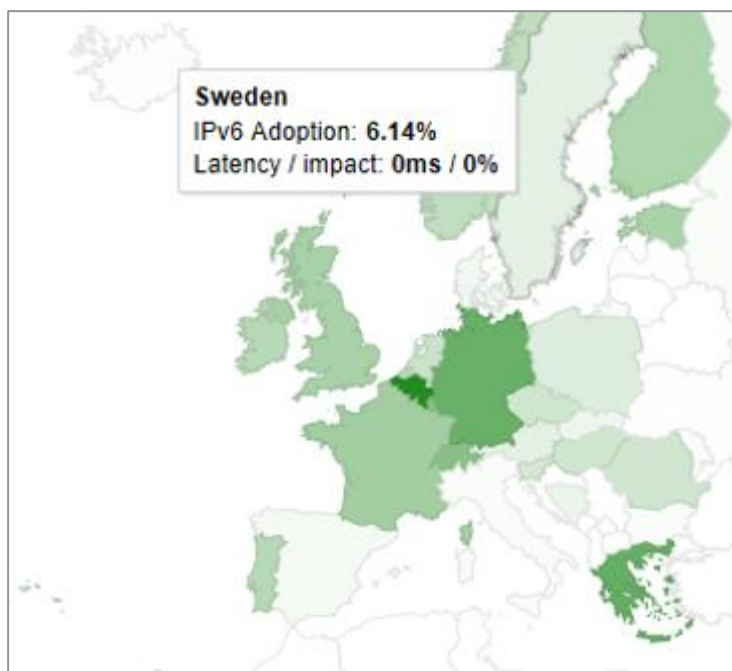 Sweden
IPv6 Adoption: 6.14%
Latency / impact: 0ms / 0%